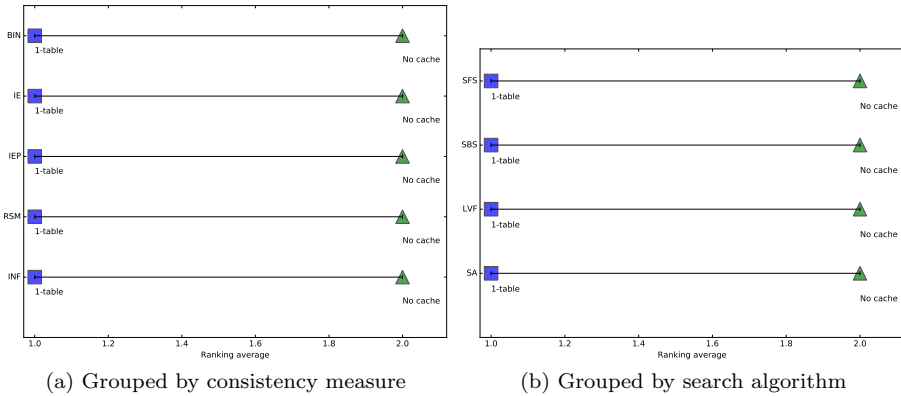 BIN
1-table
No cache
IE
1-table
No cache
IEP
1-table
No cache
RSM
1-table
No cache
INF
1-table
No cache
1.0 1.2 1.4 1.6 1.8 2.0
Ranking average
(a) Grouped by consistency measure
SFS
1-table
No cache
SBS
1-table
No cache
LVF
1-table
No cache
SA
1-table
No cache
1.0 1.2 1.4 1.6 1.8 2.0
Ranking average
(b) Grouped by search algorithm